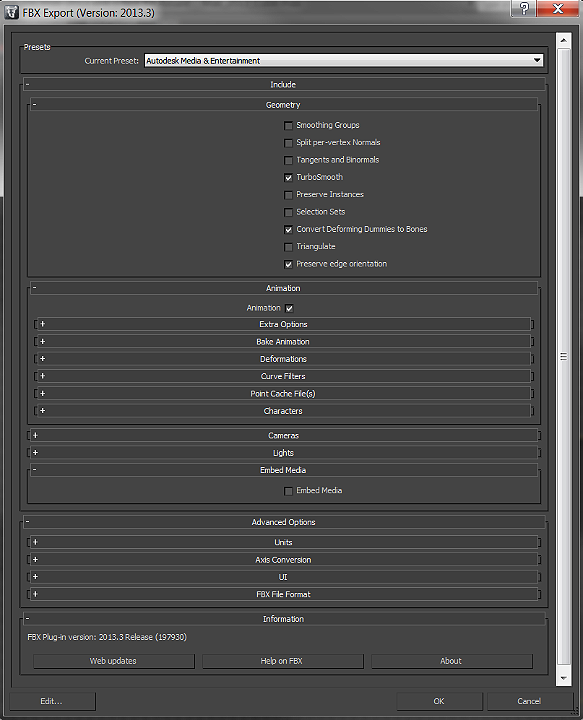 FBX Export (Version: 2013.3)
Presets
Current Preset: Autodesk Media & Entertainment
- Include
- Geometry
Smoothing Groups
Split per-vertex Normals
Tangents and Binormals
TurboSmooth
Preserve Instances
Selection Sets
Convert Deforming Dummies to Bones
Triangulate
Preserve edge orientation
- Animation
Animation
+ Extra Options
+ Bake Animation
+ Deformations
+ Curve Filters
+ Point Cache File(s)
+ Characters
+ Cameras
+ Lights
- Embed Media
Embed Media
- Advanced Options
+ Units
+ Axis Conversion
+ UI
+ FBX File Format
- Information
FBX Plug-in version: 2013.3 Release (197930)
Web updates Help on FBX About
Edit... OK Cancel